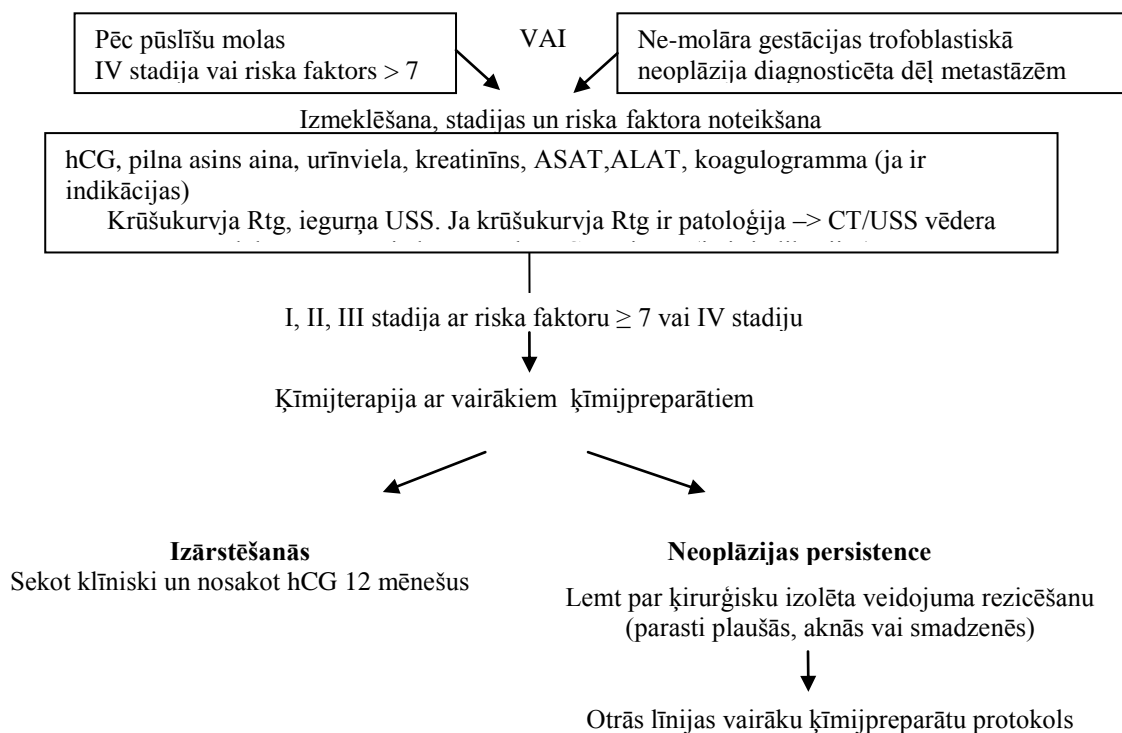 Pēc pūslīšu molas
IV stadija vai riska faktors > 7
VAI
Ne-molāra gestācijas trofoblastiskā
neoplāzija diagnosticēta dēļ metastāzēm
Izmeklēšana, stadijas un riska faktora noteikšana
hCG, pilna asins aina, urīnviela, kreatinīns, ASAT,ALAT, koagulogramma (ja ir
indikācijas)
Krūšukurvja Rtg, iegurņa USS. Ja krūšukurvja Rtg ir patoloģija –> CT/USS vēdera
I, II, III stadija ar riska faktoru ≥ 7 vai IV stadiju
Ķīmijterapija ar vairākiem ķīmijpreparātiem
Izārstēšanās
Sekot klīniski un nosakot hCG 12 mēnešus
Neoplāzijas persistence
Lemt par ķirurģisku izolēta veidojuma rezicēšanu
(parasti plaušās, aknās vai smadzenēs)
Otrās līnijas vairāku ķīmijpreparātu protokols